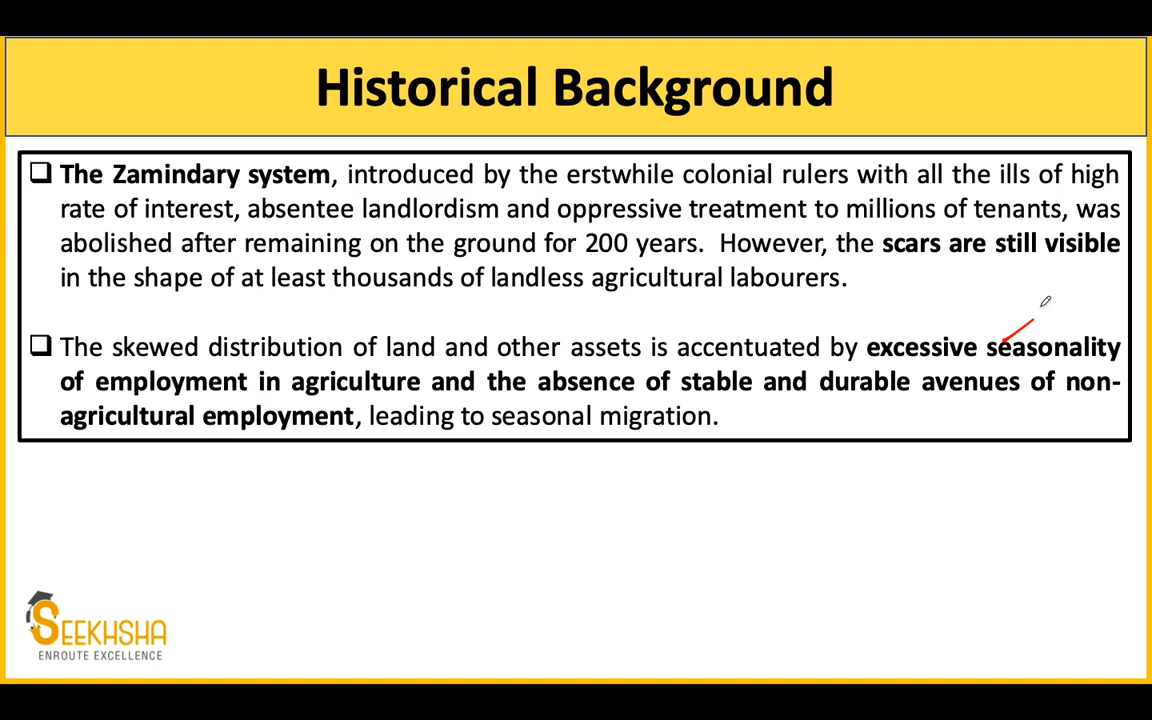 Historical Background
❑ The Zamindary system, introduced by the erstwhile colonial rulers with all the ills of high
rate of interest, absentee landlordism and oppressive treatment to millions of tenants, was
abolished after remaining on the ground for 200 years. However, the scars are still visible
in the shape of at least thousands of landless agricultural labourers.
❑ The skewed distribution of land and other assets is accentuated by excessive seasonality
of employment in agriculture and the absence of stable and durable avenues of non-
agricultural employment, leading to seasonal migration.
SEEKHSHA
ENROUTE EXCELLENCE